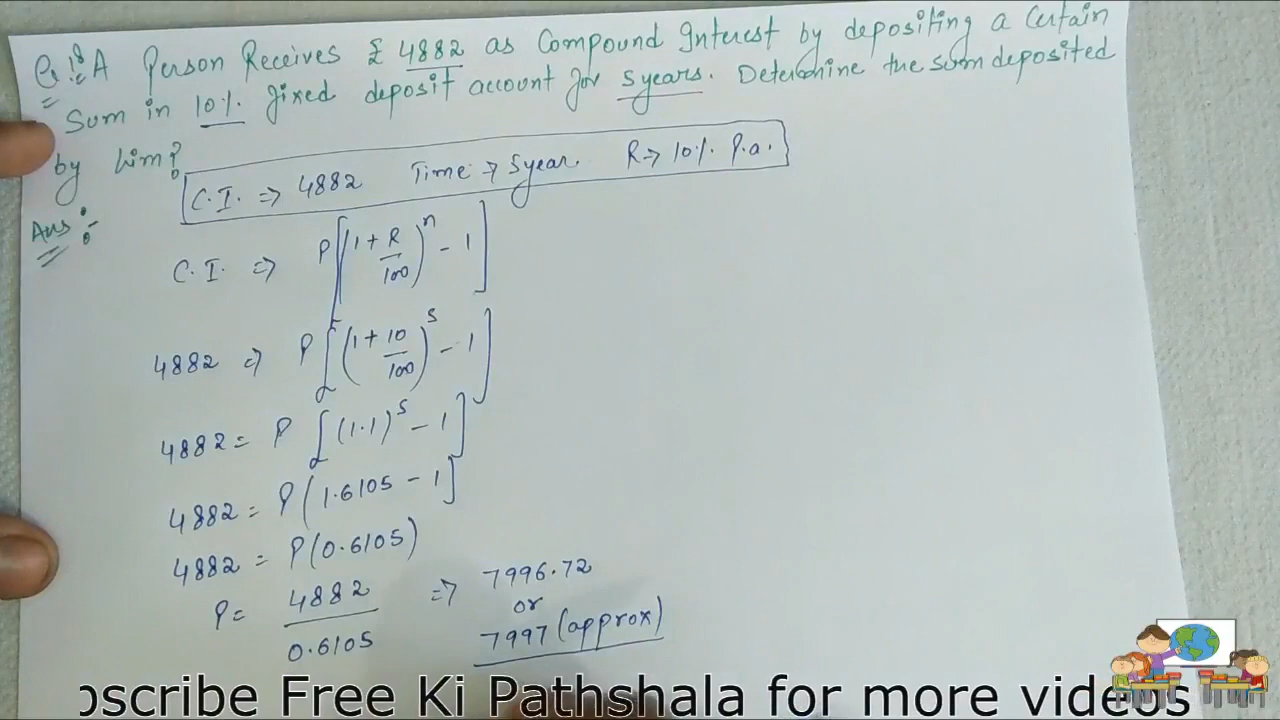 Q.18 A Person Receives ₹ 4882 as Compound Interest by depositing a Certain
Sum in 10% fixed deposit account for 5 years. Determine the sum deposited
by him?
C.I. ⇒ 4882 Time → 5 year. R → 10% P.a.
Ans:-
C.I. ⇒ P[(1 + R/100)^n - 1]
4882 ⇒ P[(1 + 10/100)^5 - 1]
4882 = P[(1.1)^5 - 1]
4882 = P(1.6105 - 1]
4882 = P(0.6105)
P = 4882/0.6105 ⇒ 7996.72
or
7997 (approx)
bscribe Free Ki Pathshala for more videos